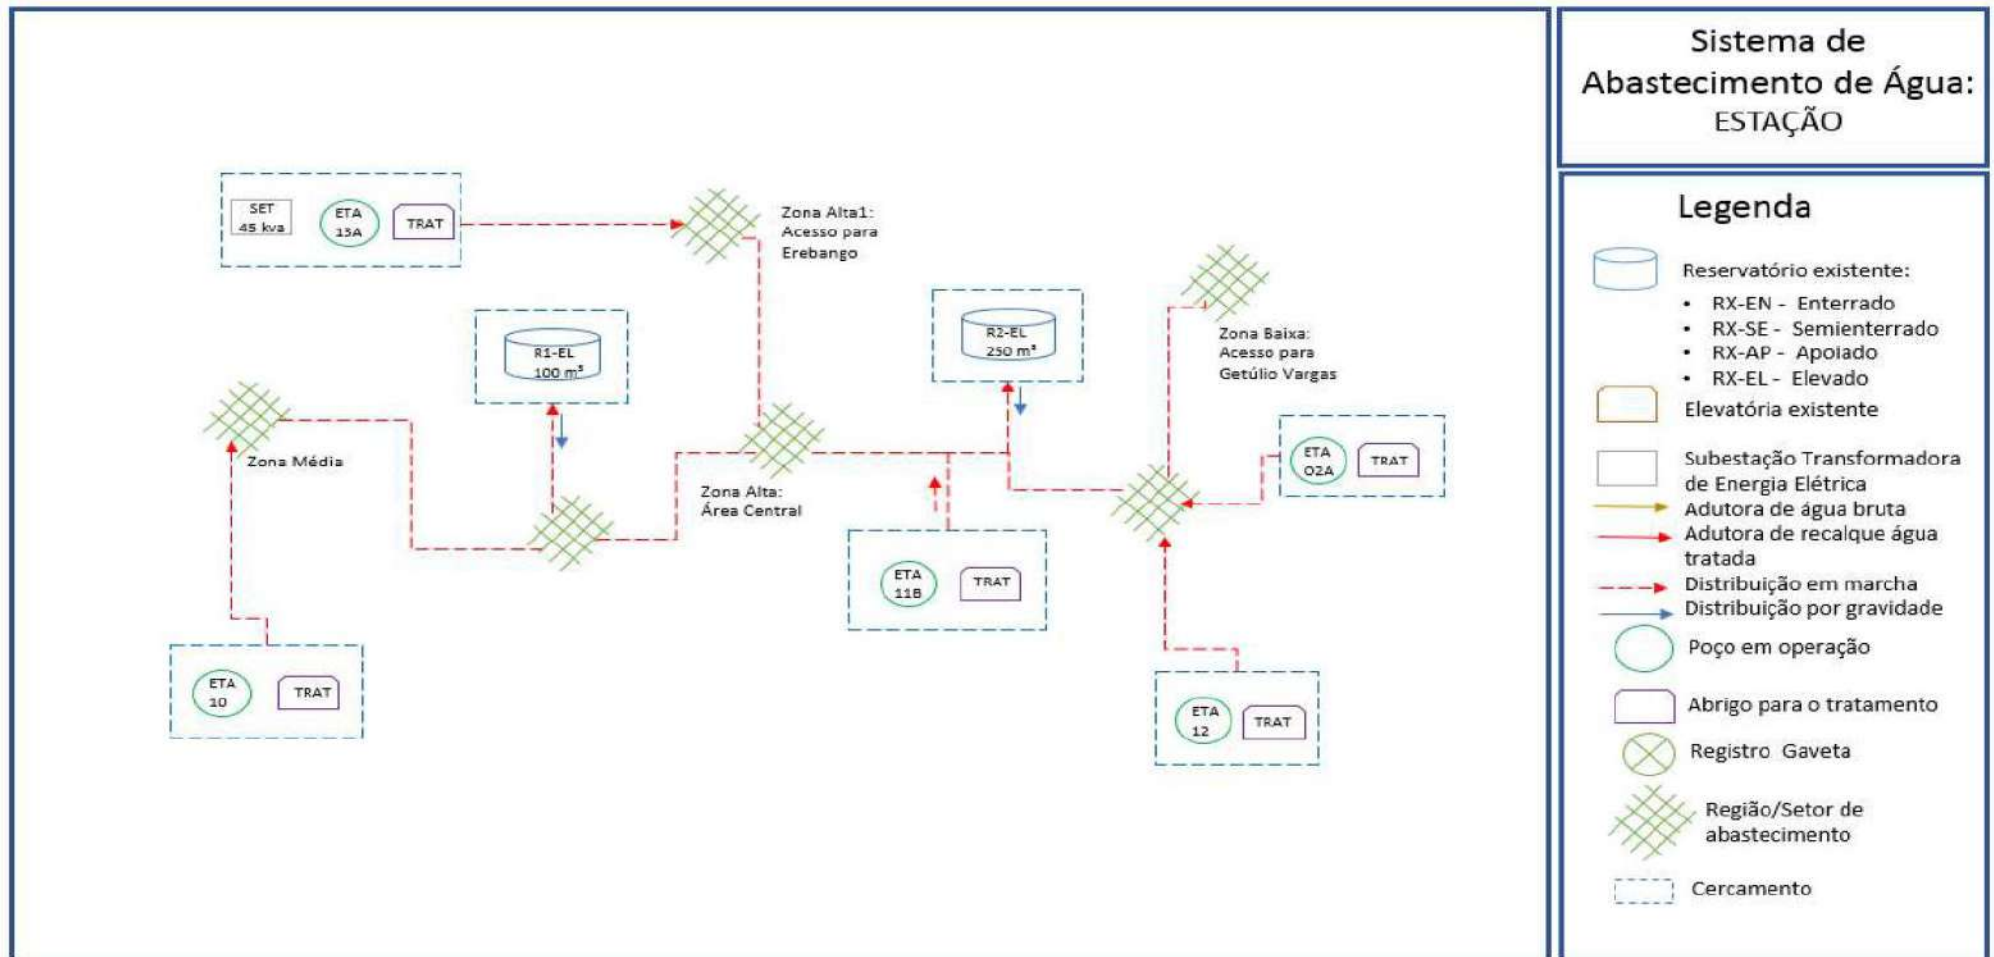 Sistema de
Abastecimento de Água:
ESTAÇÃO
SET
45 kva
ETA
13A
TRAT
Zona Alta1:
Acesso para
Erebango
R1-EL
100 m³
R2-EL
250 m³
Zona Baixa:
Acesso para
Getúlio Vargas
Zona Média
Zona Alta:
Área Central
ETA
02A
TRAT
ETA
11B
TRAT
ETA
10
TRAT
ETA
12
TRAT
Legenda
Reservatório existente:
• RX-EN - Enterrado
• RX-SE - Semienterrado
• RX-AP - Apoiado
• RX-EL - Elevado
Elevatória existente
Subestação Transformadora
de Energia Elétrica
Adutora de água bruta
Adutora de recalque água
tratada
Distribuição em marcha
Distribuição por gravidade
Poço em operação
Abrigo para o tratamento
Registro Gaveta
Região/Setor de
abastecimento
Cercamento